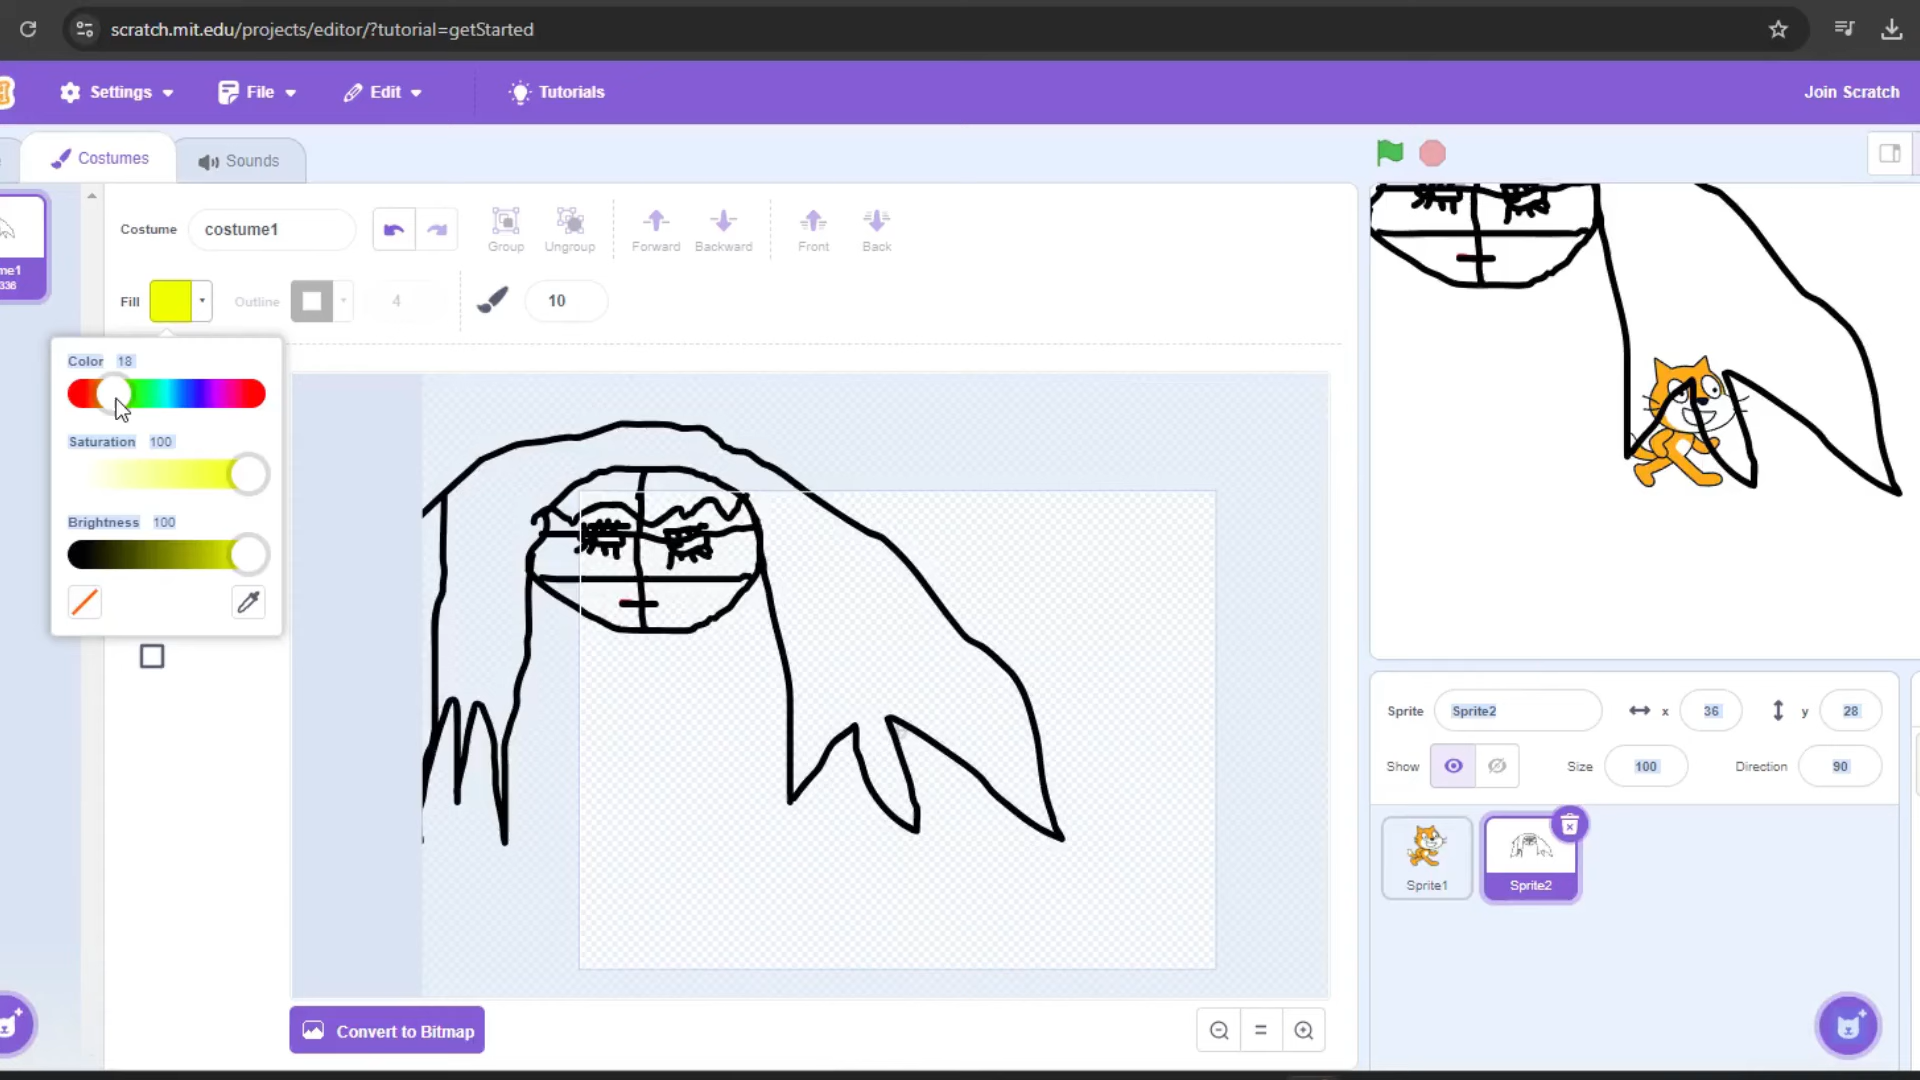 scratch.mit.edu/projects/editor/?tutorial=getStarted
Settings File Edit Tutorials Join Scratch
Costumes Sounds
Costume costume1 Group Ungroup Forward Backward Front Back
me1
336
Fill Outline 4 10
Color 18
Saturation 100
Brightness 100
Convert to Bitmap
Sprite Sprite2 x 36 y 28
Show Size 100 Direction 90
Sprite1 Sprite2